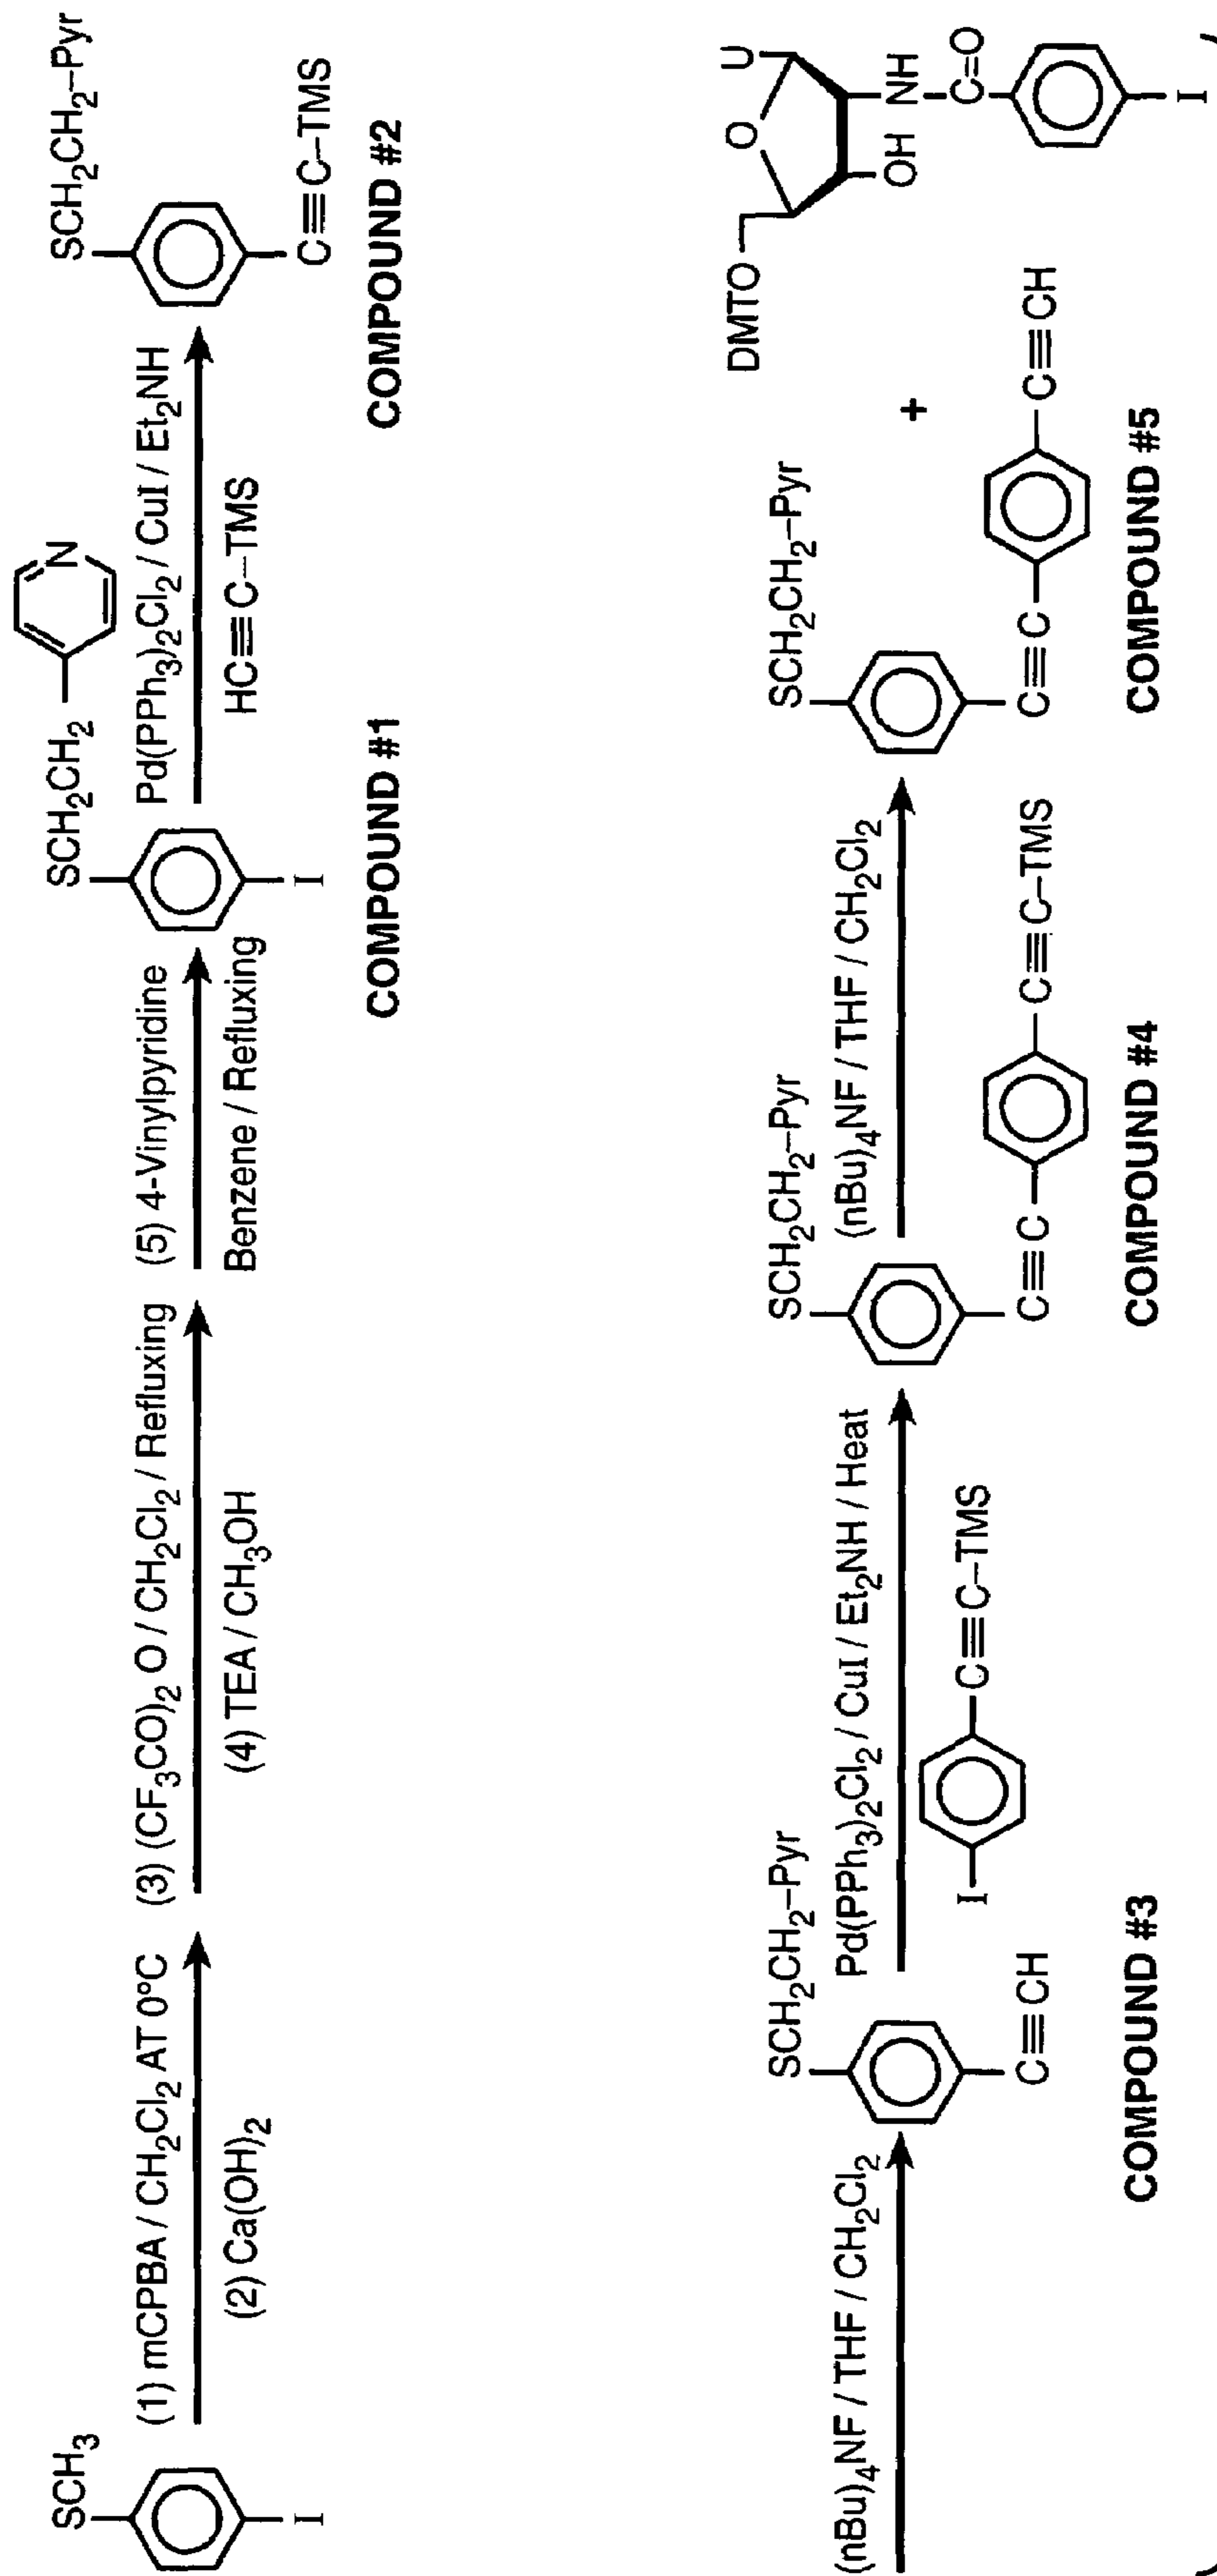 SCH3
I
(1) mCPBA / CH2Cl2 AT 0°C
(2) Ca(OH)2
(3) (CF3CO)2 O / CH2Cl2 / Refluxing
(4) TEA / CH3OH
(5) 4-Vinylpyridine
Benzene / Refluxing
SCH2CH2
N
I
COMPOUND #1
Pd(PPh3)2Cl2 / CuI / Et2NH
HC≡C–TMS
SCH2CH2–Pyr
C≡C–TMS
COMPOUND #2
(nBu)4NF / THF / CH2Cl2
SCH2CH2–Pyr
C≡CH
COMPOUND #3
Pd(PPh3)2Cl2 / CuI / Et2NH / Heat
I
C≡C–TMS
SCH2CH2–Pyr
C≡C
C≡C–TMS
COMPOUND #4
(nBu)4NF / THF / CH2Cl2
SCH2CH2–Pyr
C≡C
C≡CH
COMPOUND #5
+
DMTO
O
U
OH
NH
C=O
I